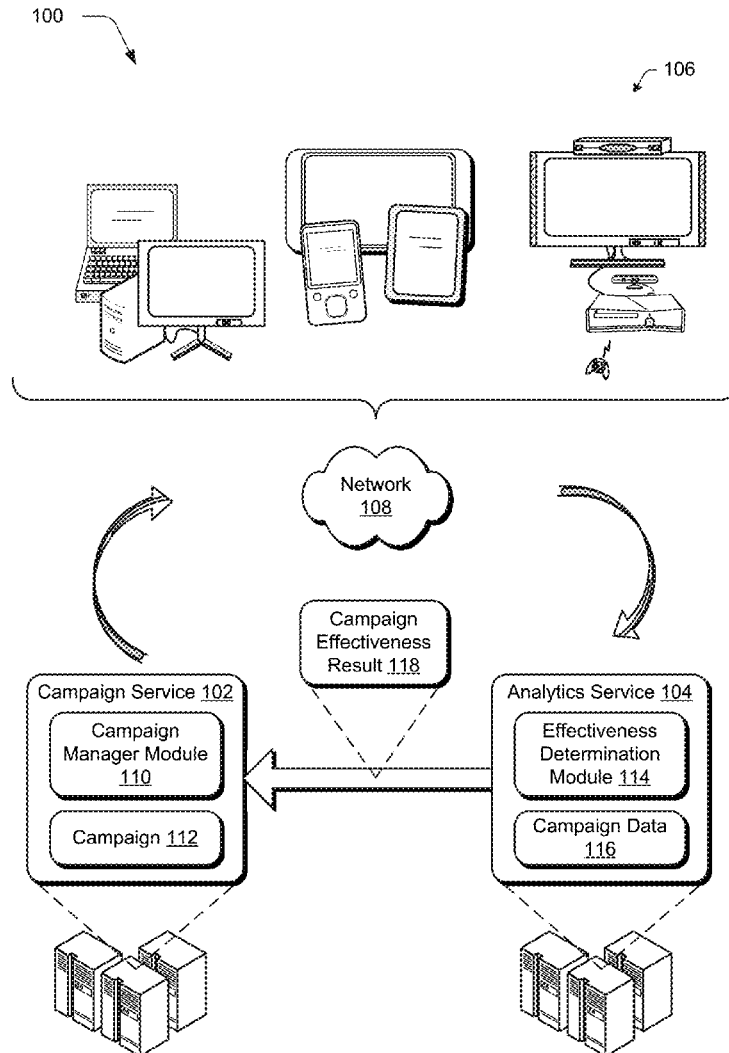 100
106
Network
108
Campaign
Effectiveness
Result 118
Campaign Service 102
Campaign
Manager Module
110
Campaign 112
Analytics Service 104
Effectiveness
Determination
Module 114
Campaign Data
116